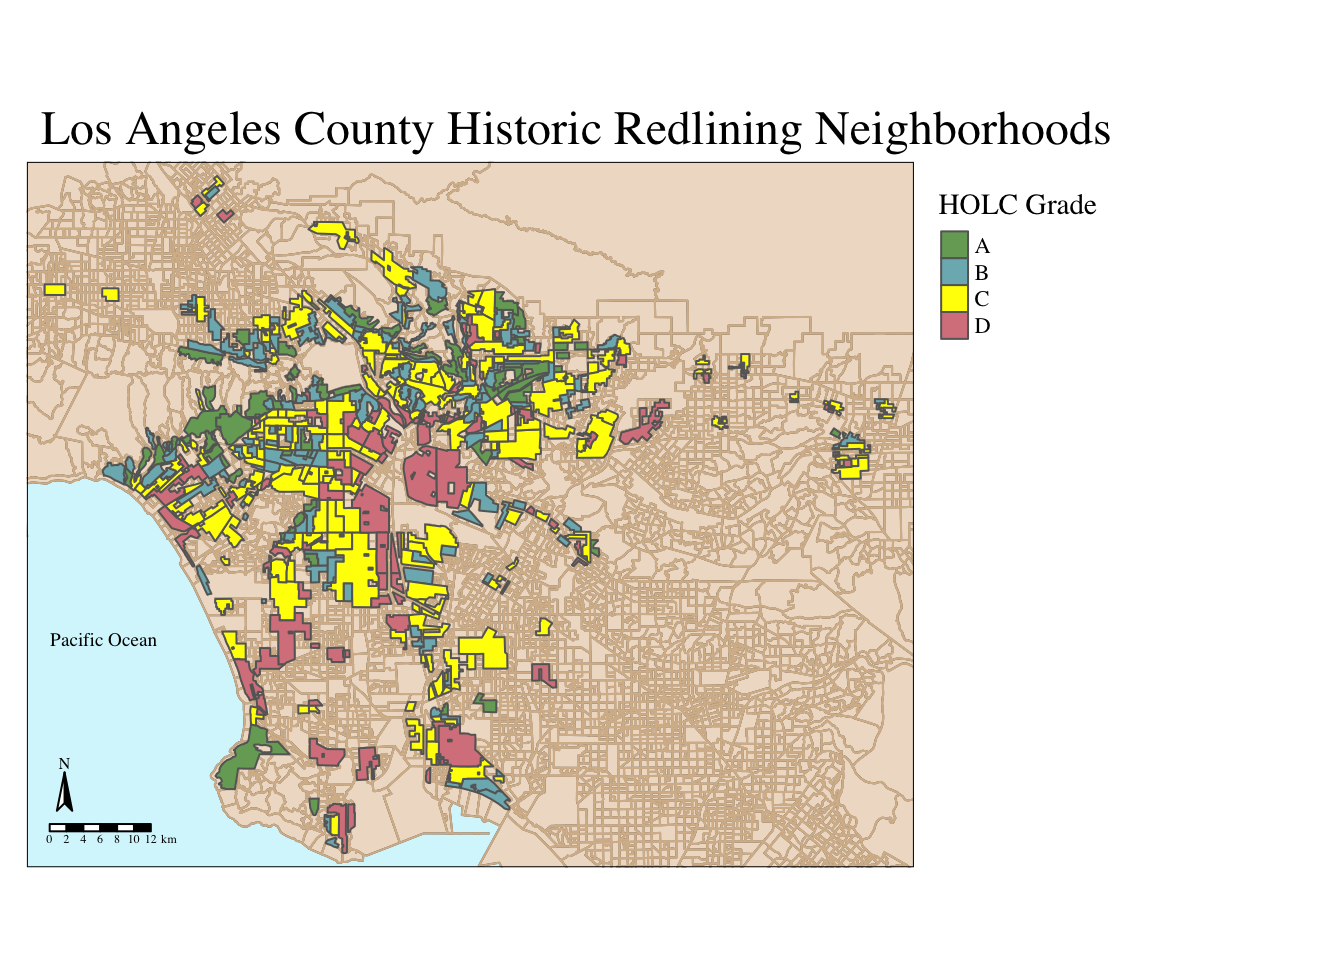 Los Angeles County Historic Redlining Neighborhoods
HOLC Grade
A
B
C
D
Pacific Ocean
N
0 2 4 6 8 10 12 km